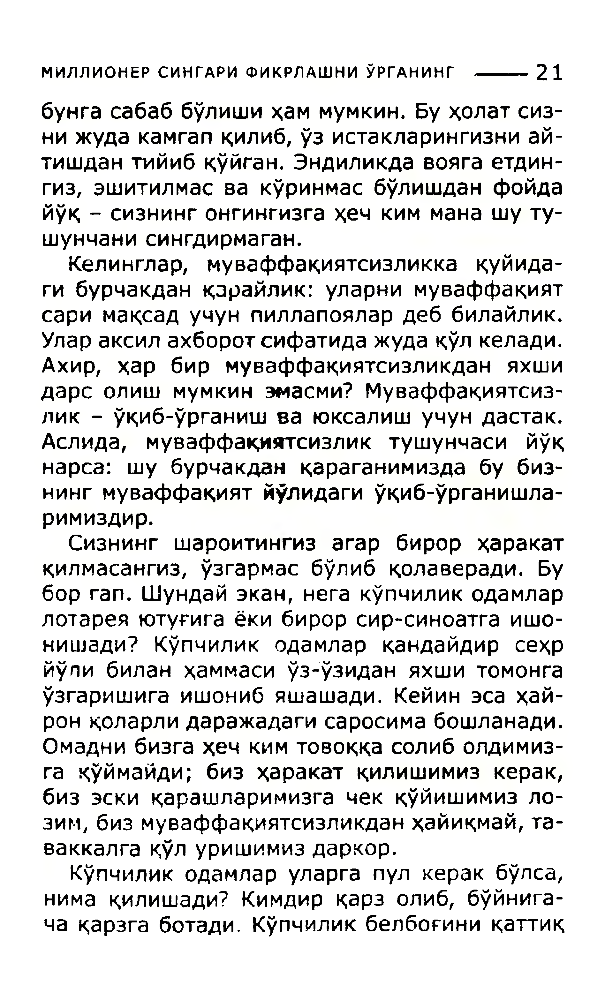 МИЛЛИОНЕР СИНГАРИ ФИКРЛАШНИ ЎРГАНИНГ —— 21
бунга сабаб бўлиши ҳам мумкин. Бу ҳолат сиз-
ни жуда камгап қилиб, ўз истакларингизни ай-
тишдан тийиб қўйган. Эндиликда вояга етдин-
гиз, эшитилмас ва кўринмас бўлишдан фойда
йўқ – сизнинг онгингизга ҳеч ким мана шу ту-
шунчани сингдирмаган.
Келинглар, муваффақиятсизликка қуйида-
ги бурчакдан қарайлик: уларни муваффақият
сари мақсад учун пиллапоялар деб билайлик.
Улар аксил ахборот сифатида жуда қўл келади.
Ахир, ҳар бир муваффақиятсизликдан яхши
дарс олиш мумкин эмасми? Муваффақиятсиз-
лик – ўқиб-ўрганиш ва юксалиш учун дастак.
Аслида, муваффақиятсизлик тушунчаси йўқ
нарса: шу бурчакдан қараганимизда бу биз-
нинг муваффақият йўлидаги ўқиб-ўрганишла-
римиздир.
Сизнинг шароитингиз агар бирор ҳаракат
қилмасангиз, ўзгармас бўлиб қолаверади. Бу
бор гап. Шундай экан, нега кўпчилик одамлар
лотарея ютуғига ёки бирор сир-синоатга ишо-
нишади? Кўпчилик одамлар қандайдир сеҳр
йўли билан ҳаммаси ўз-ўзидан яхши томонга
ўзгаришига ишониб яшашади. Кейин эса ҳай-
рон қоларли даражадаги саросима бошланади.
Омадни бизга ҳеч ким товоққа солиб олдимиз-
га қўймайди; биз ҳаракат қилишимиз керак,
биз эски қарашларимизга чек қўйишимиз ло-
зим, биз муваффақиятсизликдан ҳайиқмай, та-
ваккалга қўл уришимиз даркор.
Кўпчилик одамлар уларга пул керак бўлса,
нима қилишади? Кимдир қарз олиб, бўйнига-
ча қарзга ботади. Кўпчилик белбоғини қаттиқ